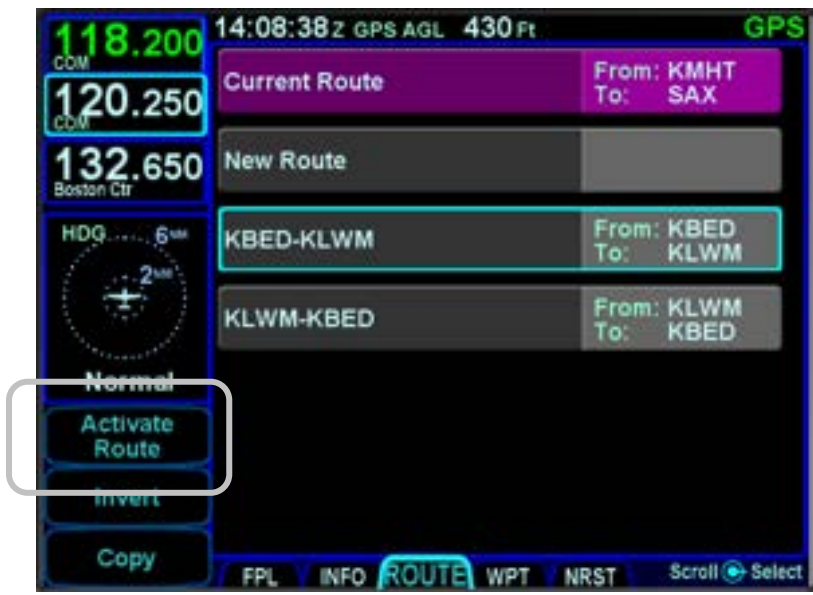 118.200
COM
120.250
COM
132.650
Boston Ctr
14:08:38Z GPS AGL 430 Ft
GPS
Current Route
From: KMHT
To: SAX
New Route
KBED-KLWM
From: KBED
To: KLWM
KLWM-KBED
From: KLWM
To: KBED
HDG
6NM
2NM
Normal
Activate
Route
Invert
Copy
FPL INFO ROUTE WPT NRST Scroll Select